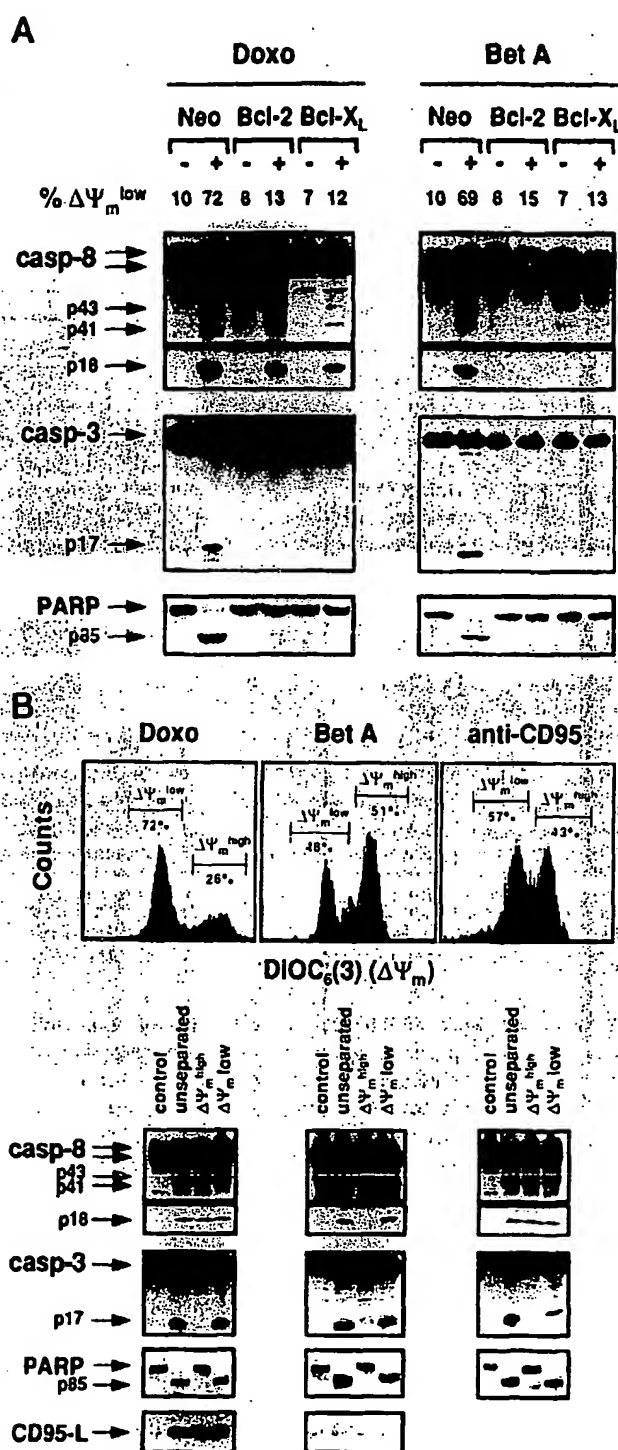 A
Doxo Bet A
Neo Bcl-2 Bcl-XL Neo Bcl-2 Bcl-XL
- + - + - + - + - + - +
% ΔΨm low 10 72 8 13 7 12 10 69 8 15 7 13
casp-8
p43
p41
p18
casp-3
p17
PARP
p85
B
Doxo Bet A anti-CD95
Counts
ΔΨm low
72%
ΔΨm high
26%
ΔΨm low
48%
ΔΨm high
51%
ΔΨm low
57%
ΔΨm high
43%
DiOC6(3) (ΔΨm)
control unseparated ΔΨm high ΔΨm low
control unseparated ΔΨm high ΔΨm low
control unseparated ΔΨm high ΔΨm low
casp-8
p43
p41
p18
casp-3
p17
PARP
p85
CD95-L